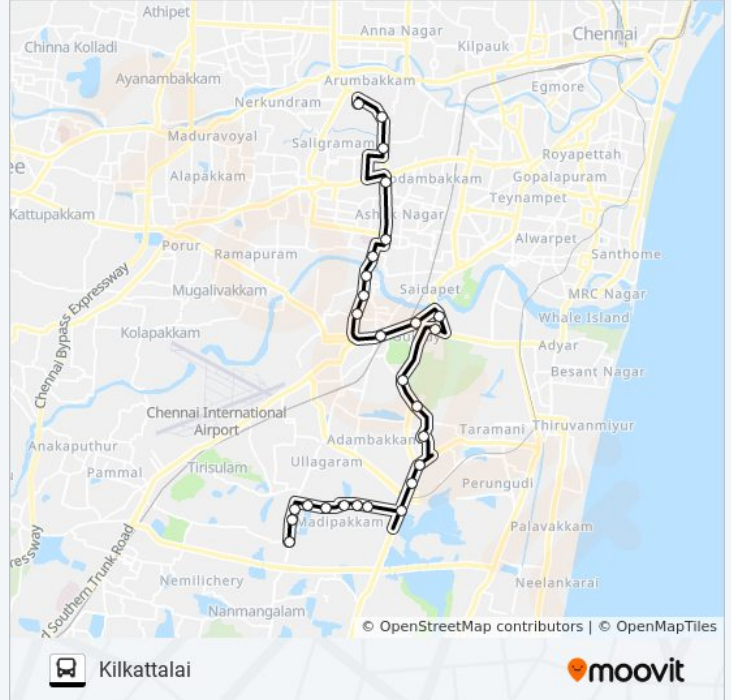 Athipet
Anna Nagar
Chennai
Chinna Kolladi
Kilpauk
Ayanambakkam
Arumbakkam
Egmore
Nerkundram
Maduravoyal
Saligramam
Royapettah
ee
Alapakkam
odambakkam
Gopalapuram
Teynampet
Kattupakkam
Ashok Nagar
Alwarpet
Porur
Ramapuram
Santhome
Chennai Bypass Expressway
Mugalivakkam
Saidapet
MRC Nagar
Whale Island
Kolapakkam
Adyar
Besant Nagar
Chennai International
Airport
Taramani
Thiruvanmiyur
Anakaputhur
Adambakkam
Pammal
Tirisulam
Ullagaram
Perungudi
Madipakkam
Palavakkam
ressway
d Southern Trunk Road
Nemilichery
Neelankarai
Nanmangalam
© OpenStreetMap contributors | © OpenMapTiles
Kilkattalai
moovit